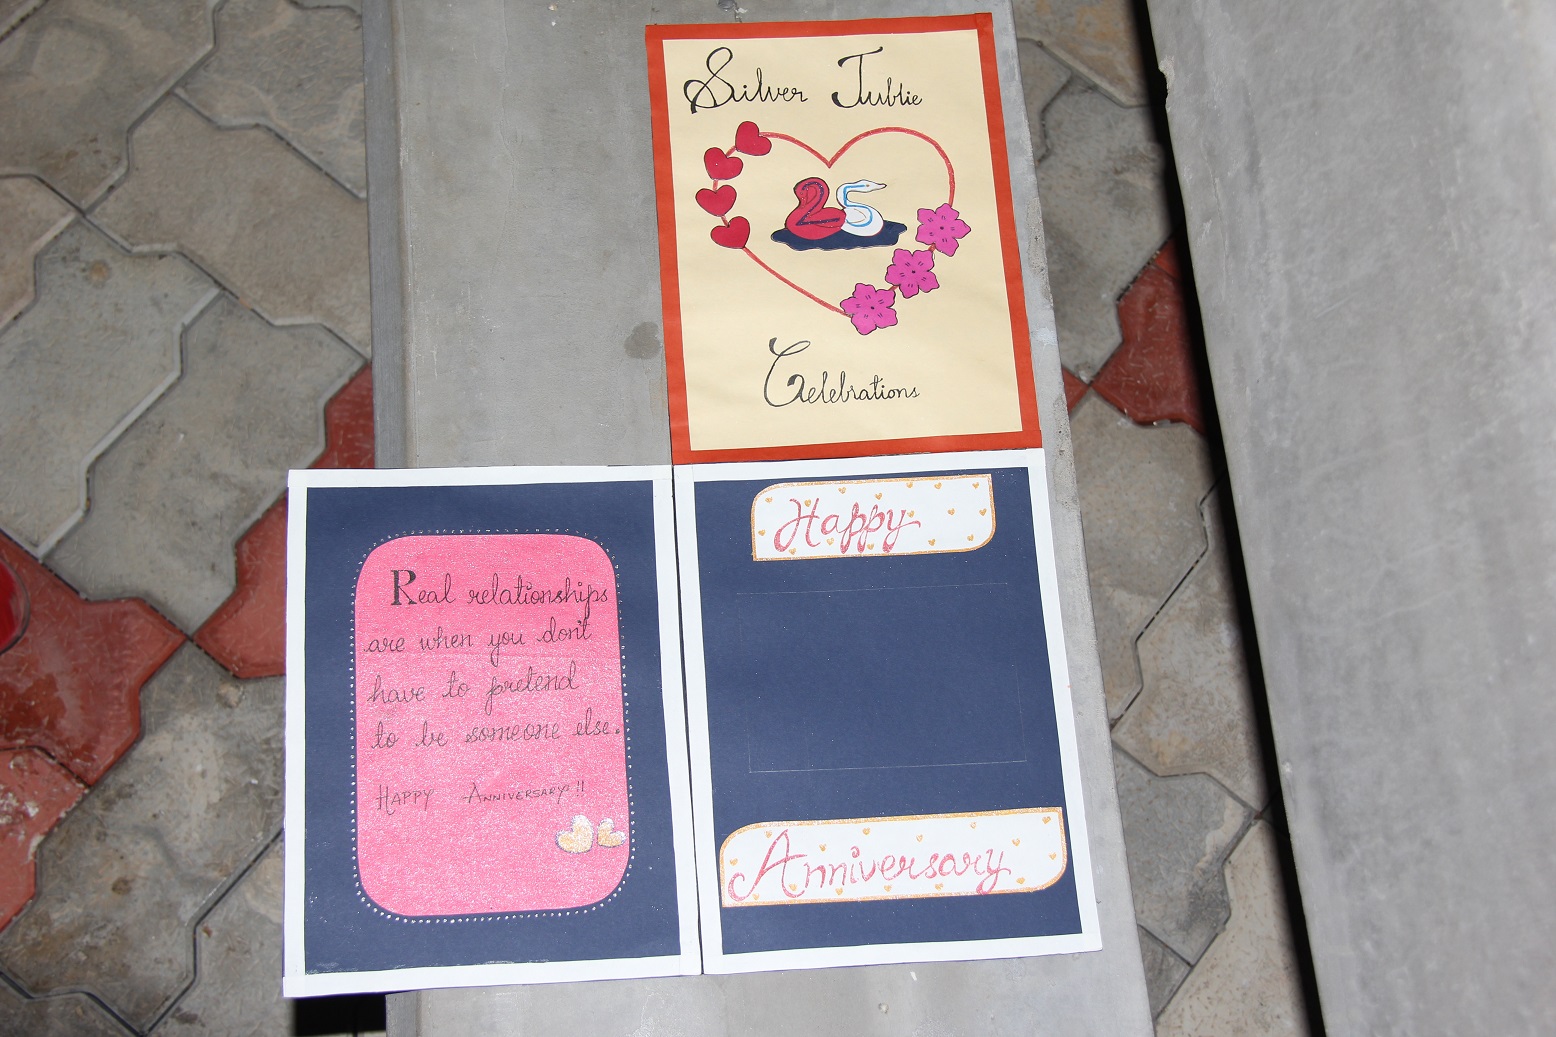 Silver Jublie
25
Celebrations
Real relationships
are when you don't
have to pretend
to be someone else.
HAPPY ANNIVERSARY!!
Happy
Anniversary